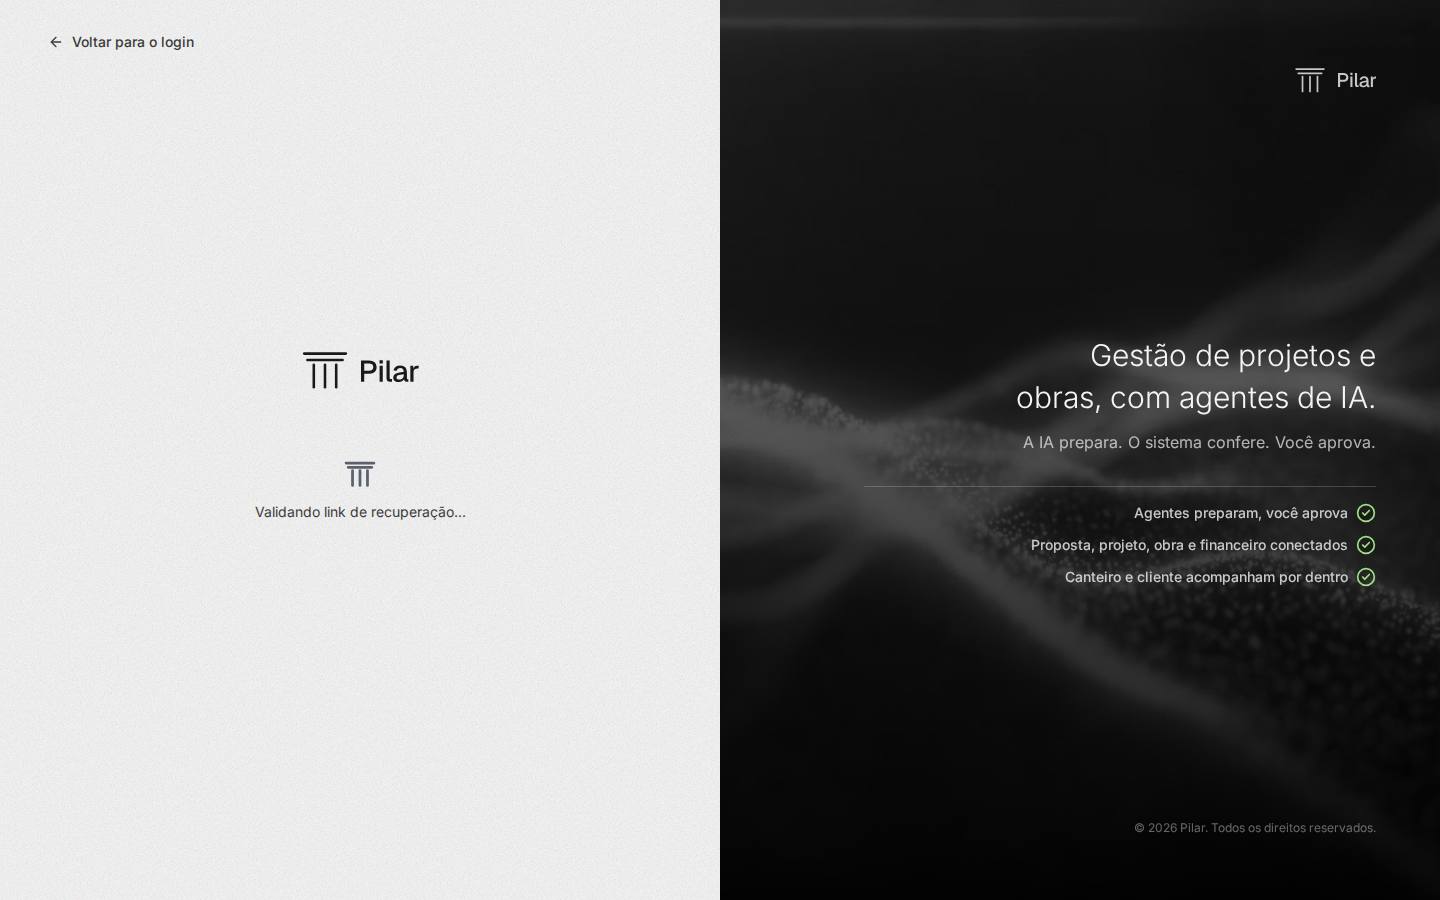 Voltar para o login
Pilar
Validando link de recuperação...
Pilar
Gestão de projetos e
obras, com agentes de IA.
A IA prepara. O sistema confere. Você aprova.
Agentes preparam, você aprova
Proposta, projeto, obra e financeiro conectados
Canteiro e cliente acompanham por dentro
© 2026 Pilar. Todos os direitos reservados.